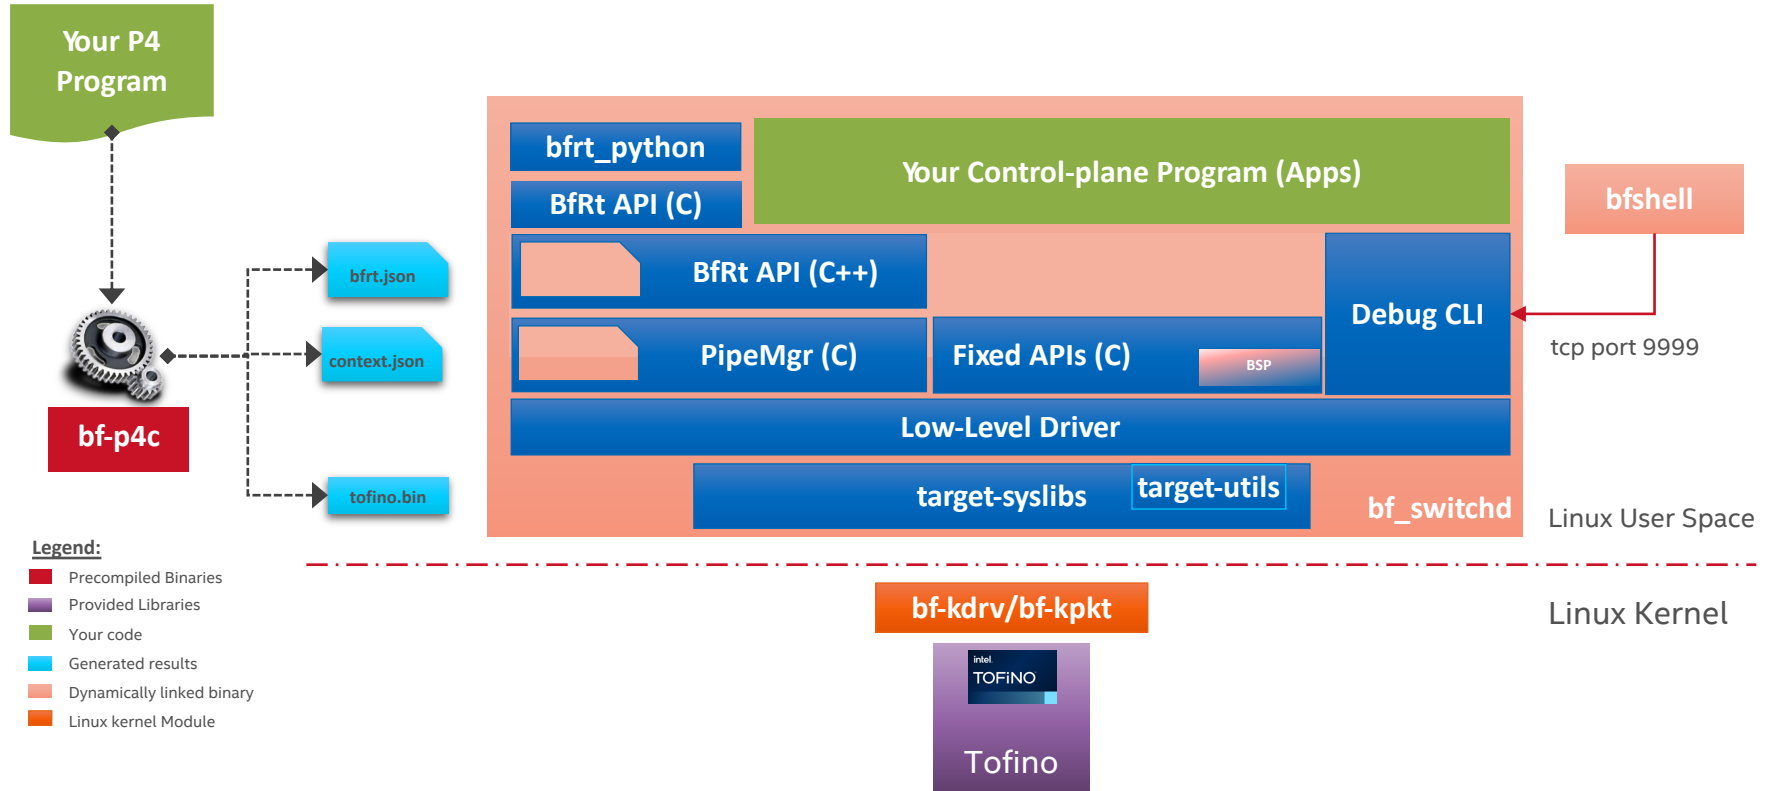 Your P4
Program
bfrt_python
BfRt API (C)
Your Control-plane Program (Apps)
bfshell
bfrt.json
BfRt API (C++)
Debug CLI
context.json
PipeMgr (C)
Fixed APIs (C)
BSP
tcp port 9999
bf-p4c
Low-Level Driver
tofino.bin
target-syslibs
target-utils
bf_switchd
Linux User Space
Legend:
Precompiled Binaries
Provided Libraries
Your code
Generated results
Dynamically linked binary
Linux kernel Module
bf-kdrv/bf-kpkt
Linux Kernel
intel
TOFINO
Tofino